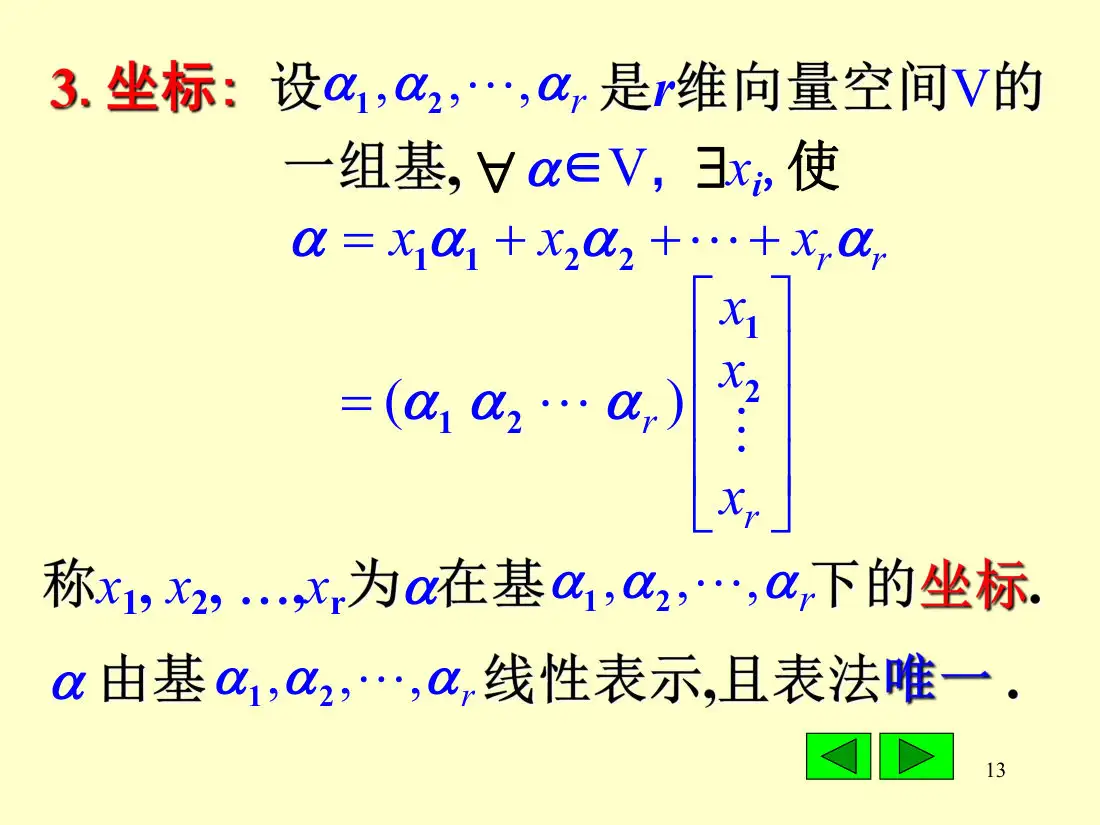 3. 坐标: 设α₁,α₂,⋯,αᵣ 是r维向量空间V的
一组基, ∀ α∈V, ∃xᵢ, 使
α = x₁α₁ + x₂α₂ + ⋯ + xᵣαᵣ
= (α₁ α₂ ⋯ αᵣ) [x₁
x₂
⋮
xᵣ]
称x₁, x₂, …,xᵣ为α在基α₁,α₂,⋯,αᵣ下的坐标.
α 由基 α₁,α₂,⋯,αᵣ 线性表示,且表法唯一 .
13